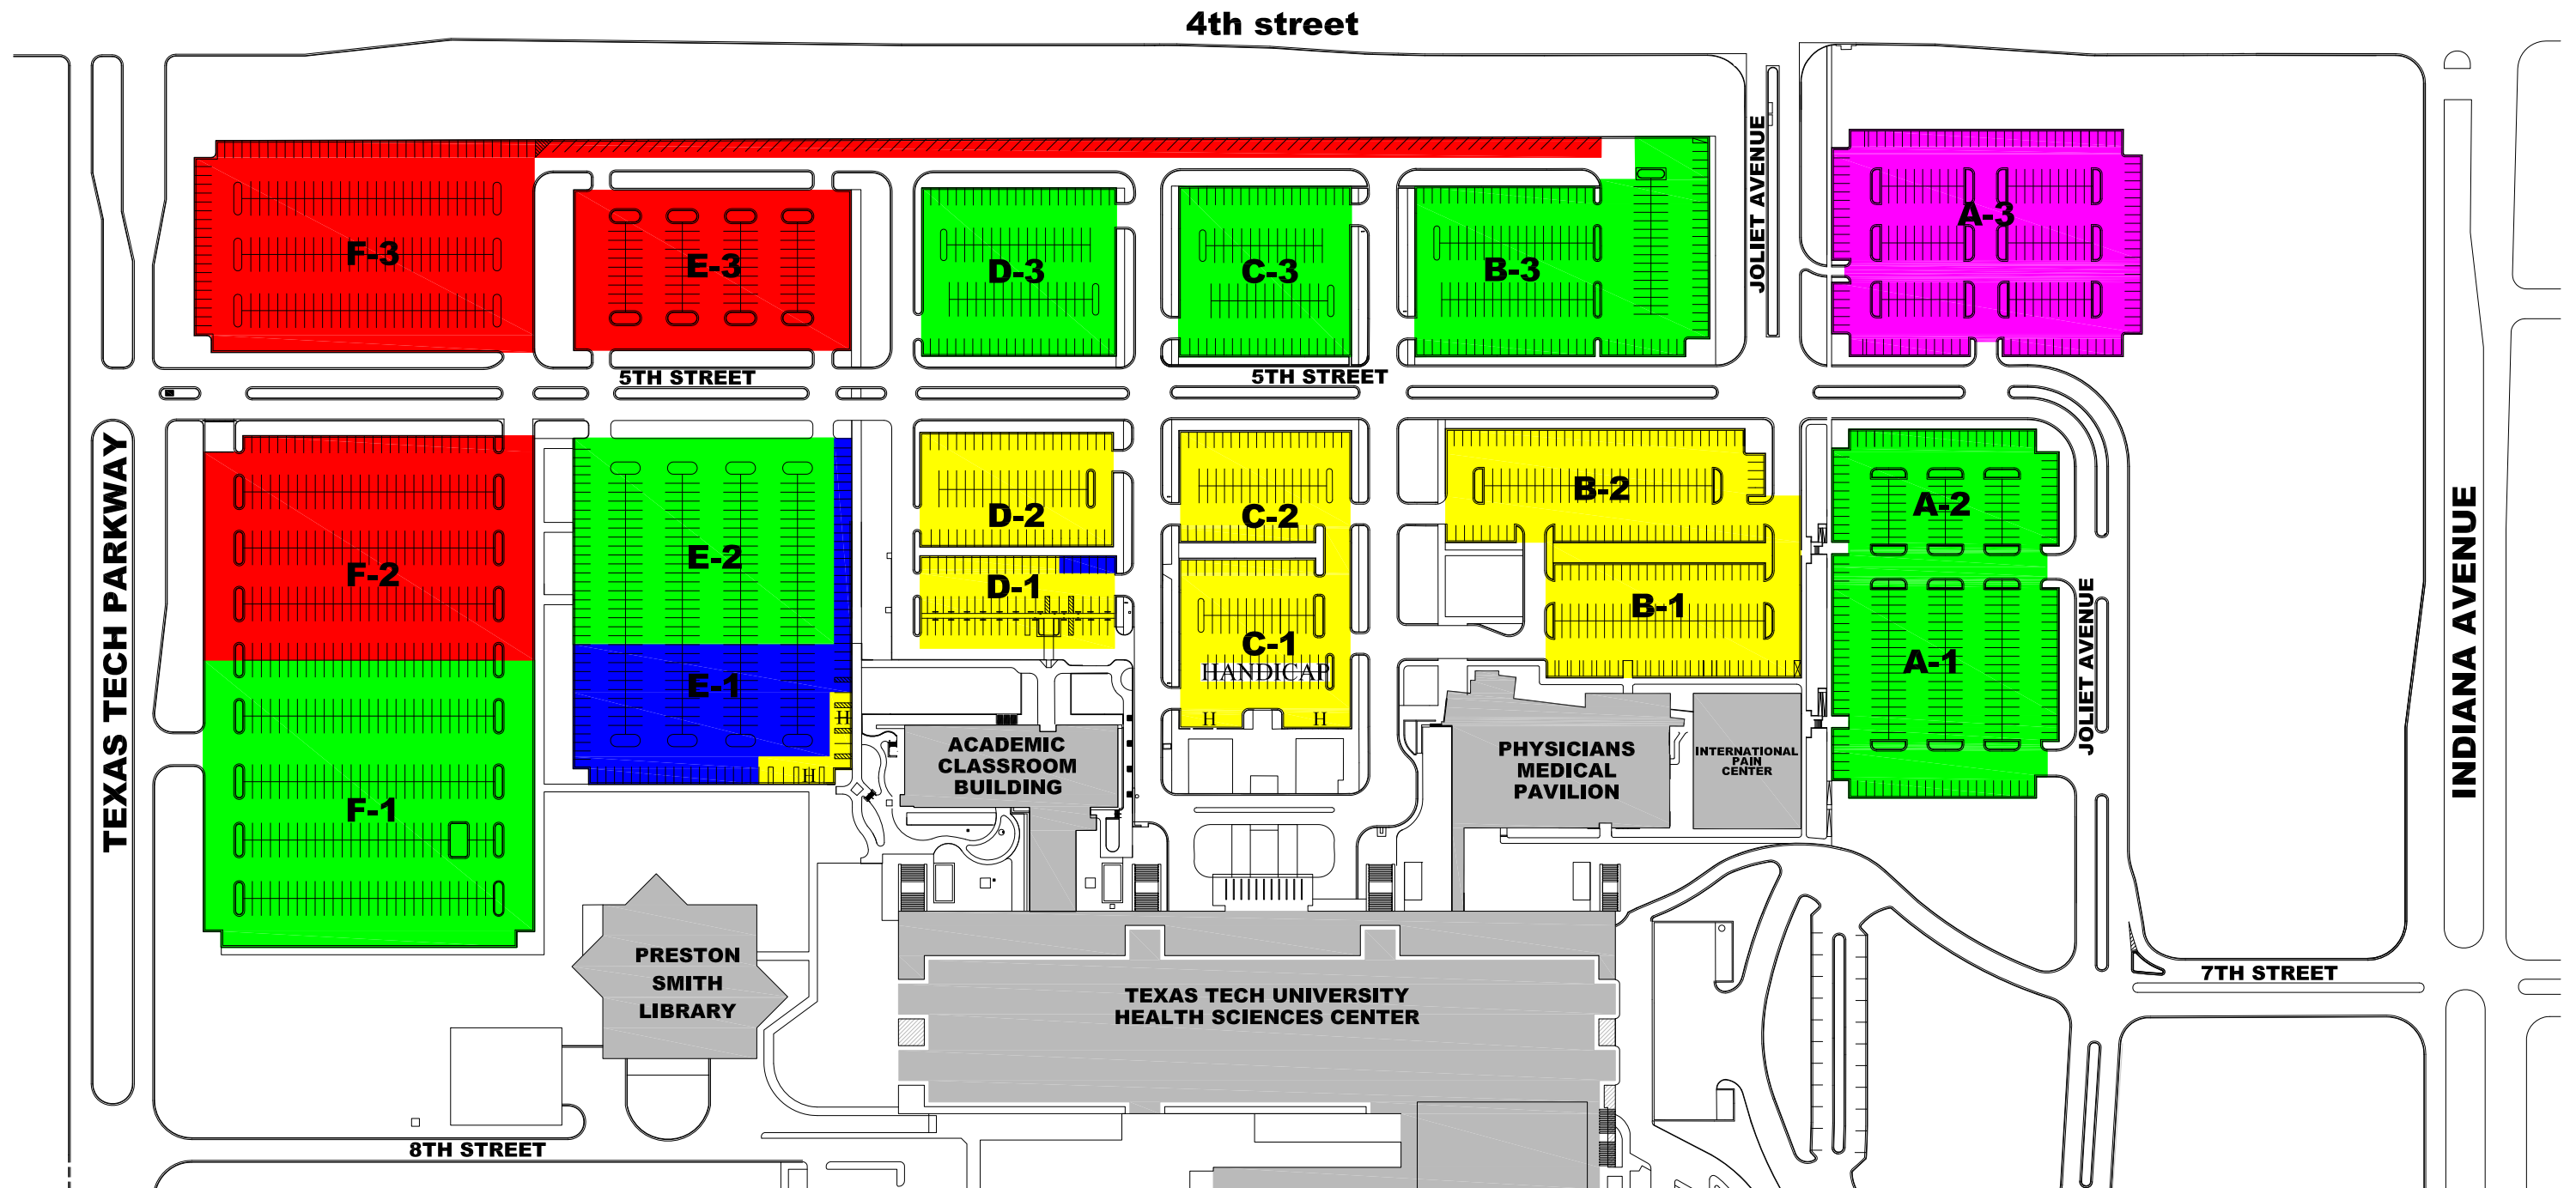 4th street
JOLIET AVENUE
A-3
F-3
E-3
D-3
C-3
B-3
5TH STREET
5TH STREET
TEXAS TECH PARKWAY
INDIANA AVENUE
B-2
A-2
D-2
C-2
E-2
F-2
D-1
B-1
C-1
HANDICAP
A-1
JOLIET AVENUE
E-1
H
H
H
H
F-1
ACADEMIC
CLASSROOM
BUILDING
PHYSICIANS
MEDICAL
PAVILION
INTERNATIONAL
PAIN
CENTER
PRESTON
SMITH
LIBRARY
7TH STREET
TEXAS TECH UNIVERSITY
HEALTH SCIENCES CENTER
8TH STREET